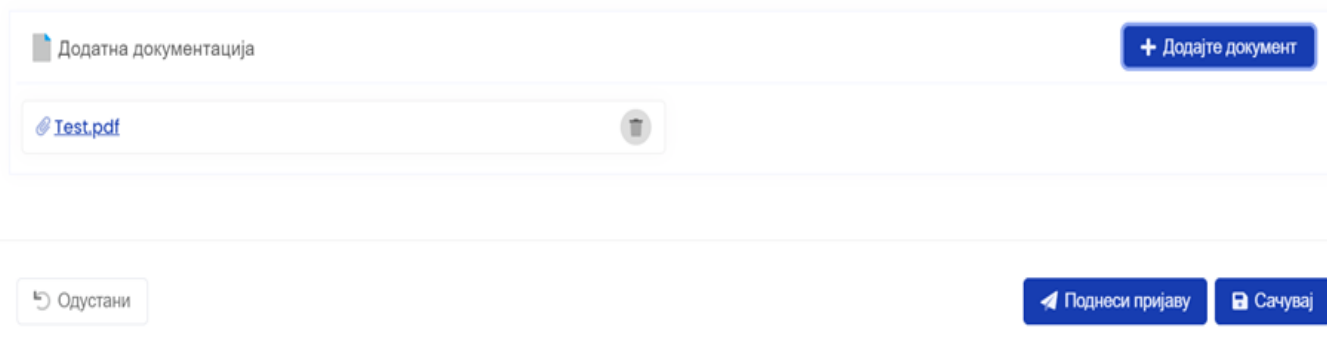 Додатна документација
Додајте документ
Test.pdf
Одустани
Поднеси пријаву
Сачувај